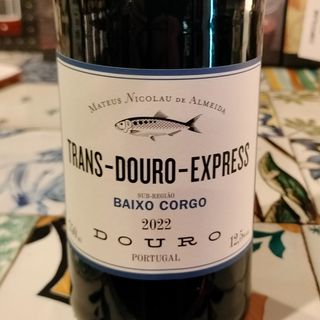 MATEUS NICOLAU DE ALMEIDA
TRANS-DOURO-EXPRESS
SUB-REGIÃO
BAIXO CORGO
2022
DOURO
PORTUGAL